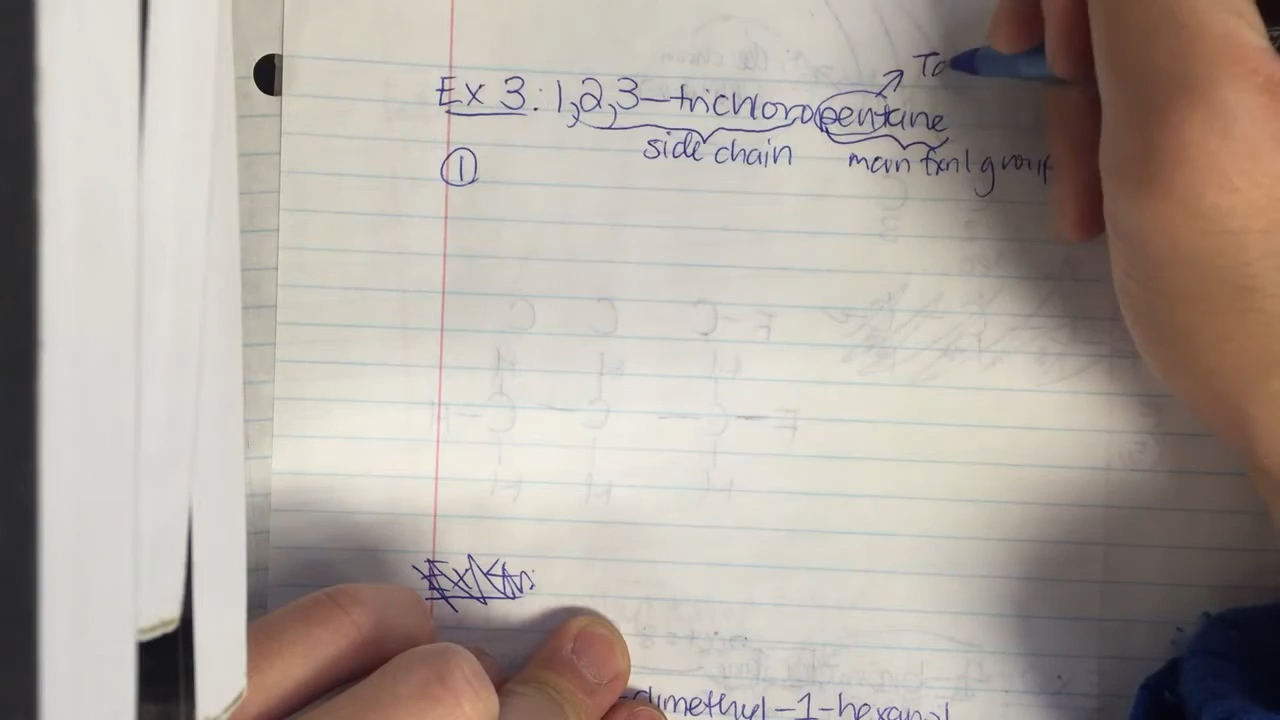 To
Ex 3: 1,2,3-trichloropentane
side chain main fxnl group
①
dimethyl-1-hexanol